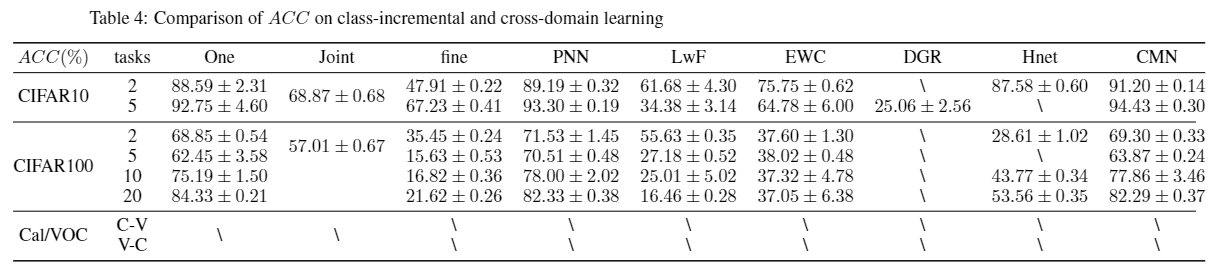 Table 4: Comparison of ACC on class-incremental and cross-domain learning
ACC(%) tasks One Joint fine PNN LwF EWC DGR Hnet CMN
CIFAR10 2 88.59 ± 2.31 68.87 ± 0.68 47.91 ± 0.22 89.19 ± 0.32 61.68 ± 4.30 75.75 ± 0.62 \ 87.58 ± 0.60 91.20 ± 0.14
5 92.75 ± 4.60 67.23 ± 0.41 93.30 ± 0.19 34.38 ± 3.14 64.78 ± 6.00 25.06 ± 2.56 \ 94.43 ± 0.30
CIFAR100 2 68.85 ± 0.54 57.01 ± 0.67 35.45 ± 0.24 71.53 ± 1.45 55.63 ± 0.35 37.60 ± 1.30 \ 28.61 ± 1.02 69.30 ± 0.33
5 62.45 ± 3.58 15.63 ± 0.53 70.51 ± 0.48 27.18 ± 0.52 38.02 ± 0.48 \ \ 63.87 ± 0.24
10 75.19 ± 1.50 16.82 ± 0.36 78.00 ± 2.02 25.01 ± 5.02 37.32 ± 4.78 \ 43.77 ± 0.34 77.86 ± 3.46
20 84.33 ± 0.21 21.62 ± 0.26 82.33 ± 0.38 16.46 ± 0.28 37.05 ± 6.38 \ 53.56 ± 0.35 82.29 ± 0.37
Cal/VOC C-V \ \ \ \ \ \ \ \ \
V-C \ \ \ \ \ \ \